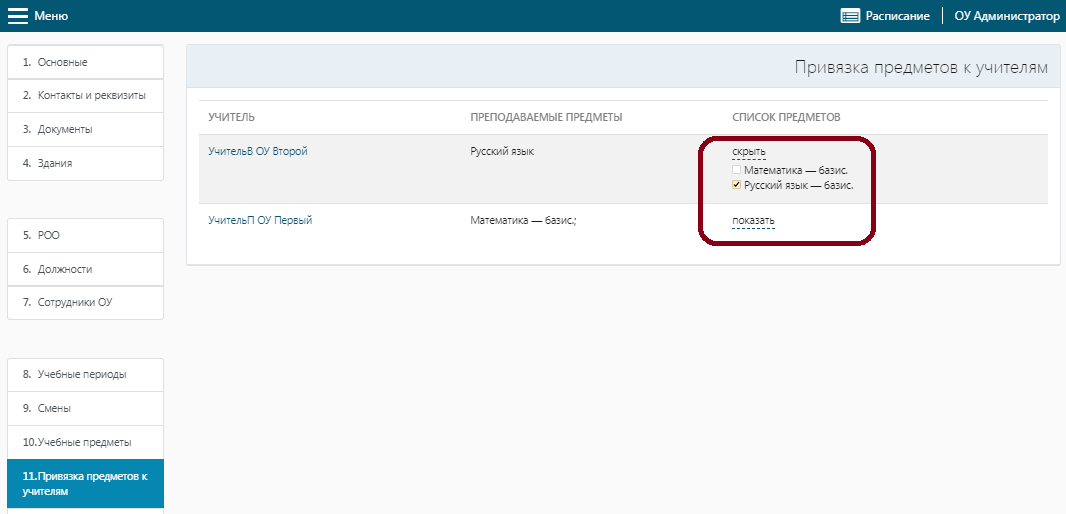 Меню
Расписание
ОУ Администратор
1. Основные
2. Контакты и реквизиты
3. Документы
4. Здания
5. РОО
6. Должности
7. Сотрудники ОУ
8. Учебные периоды
9. Смены
10.Учебные предметы
11.Привязка предметов к
учителям
Привязка предметов к учителям
УЧИТЕЛЬ ПРЕПОДАВАЕМЫЕ ПРЕДМЕТЫ СПИСОК ПРЕДМЕТОВ
УчительВ ОУ Второй Русский язык скрыть
Математика — базис.
Русский язык — базис.
УчительП ОУ Первый Математика — базис.; показать